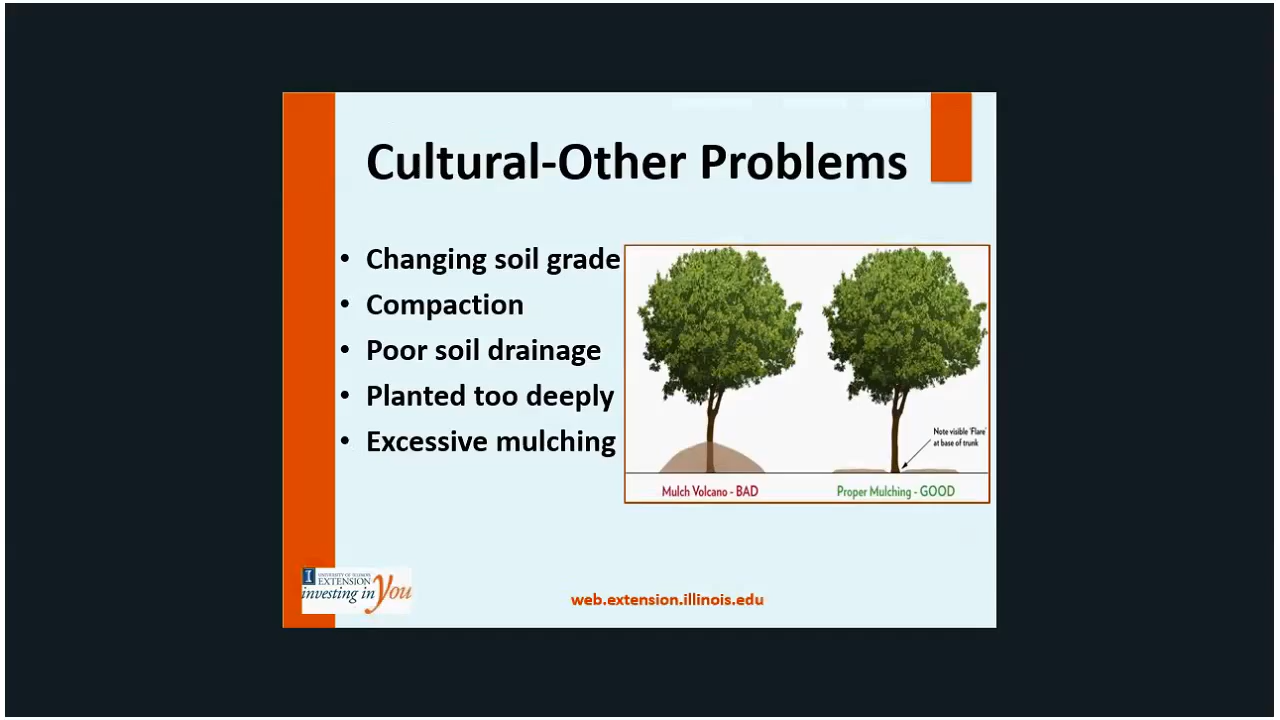 Cultural-Other Problems
• Changing soil grade
• Compaction
• Poor soil drainage
• Planted too deeply
• Excessive mulching
Note visible 'Flare'
at base of trunk
Mulch Volcano - BAD
Proper Mulching - GOOD
I
UNIVERSITY OF ILLINOIS
EXTENSION
investing in You
web.extension.illinois.edu